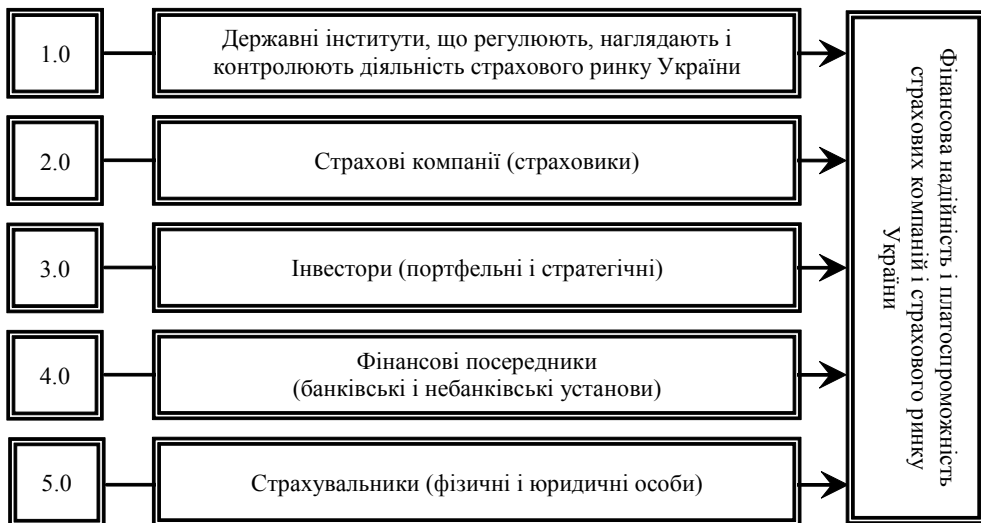 1.0
Державні інститути, що регулюють, наглядають і
контролюють діяльність страхового ринку України
2.0
Страхові компанії (страховики)
3.0
Інвестори (портфельні і стратегічні)
4.0
Фінансові посередники
(банківські і небанківські установи)
5.0
Страхувальники (фізичні і юридичні особи)
Фінансова надійність і платоспроможність
страхових компаній і страхового ринку
України